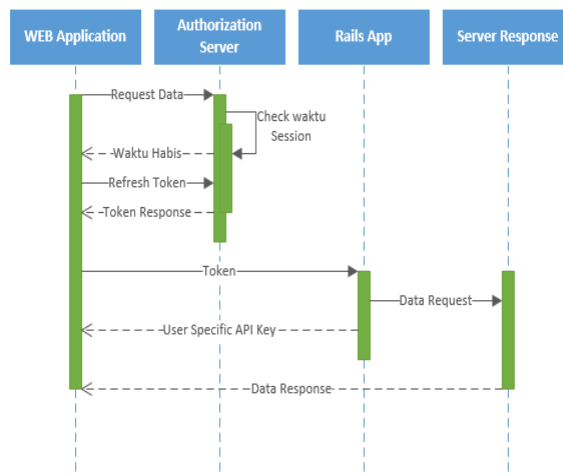 WEB Application
Authorization
Server
Rails App
Server Response
Request Data
Check waktu
Session
Waktu Habis
Refresh Token
Token Response
Token
Data Request
User Specific API Key
Data Response